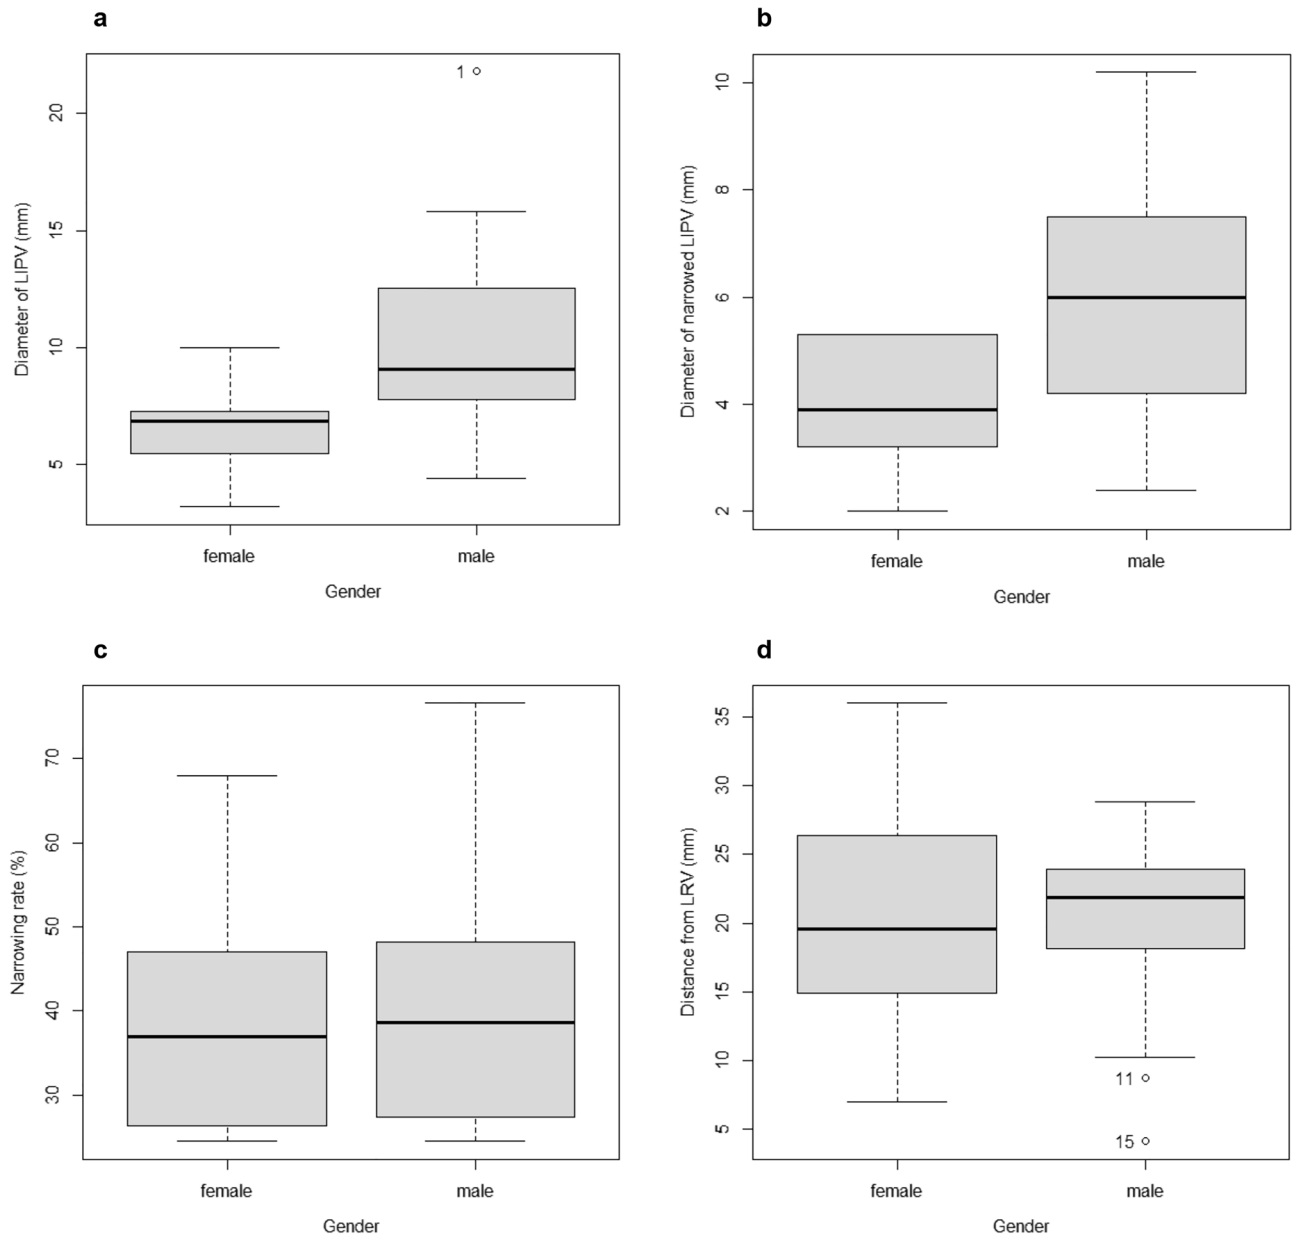 a
Diameter of LIPV (mm)
20
15
10
5
1
female male
Gender
b
Diameter of narrowed LIPV (mm)
10
8
6
4
2
female male
Gender
c
Narrowing rate (%)
70
60
50
40
30
female male
Gender
d
Distance from LRV (mm)
35
30
25
20
15
10
5
11
15
female male
Gender